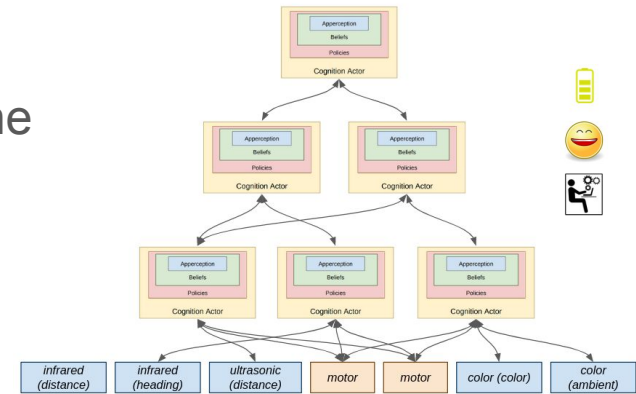 Apperception
Beliefs
Policies
Cognition Actor
ne
Apperception
Beliefs
Policies
Cognition Actor
Apperception
Beliefs
Policies
Cognition Actor
Apperception
Beliefs
Policies
Cognition Actor
Apperception
Beliefs
Policies
Cognition Actor
Apperception
Beliefs
Policies
Cognition Actor
infrared
(distance)
infrared
(heading)
ultrasonic
(distance)
motor
motor
color (color)
color
(ambient)